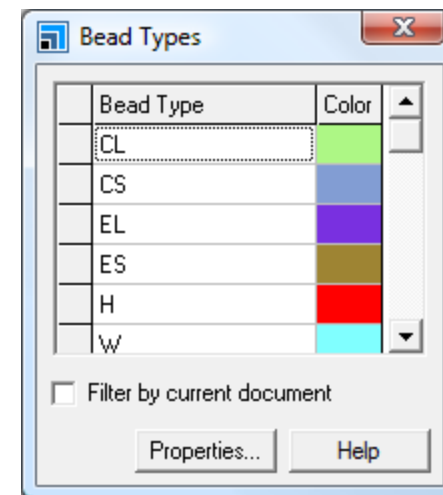 Bead Types
Bead Type Color
CL
CS
EL
ES
H
W
Filter by current document
Properties... Help